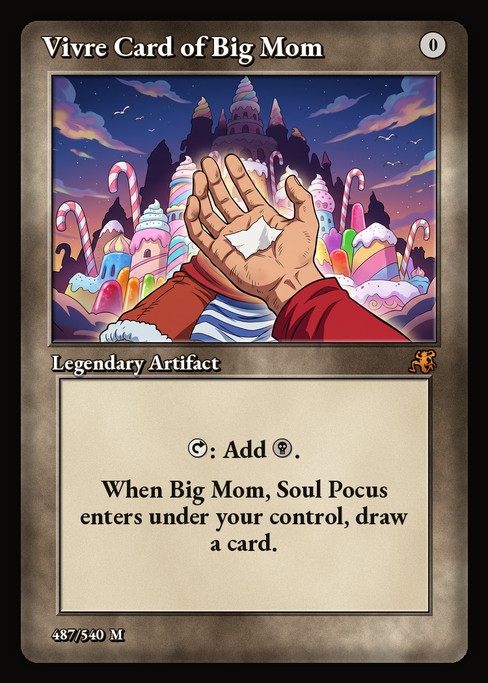 Vivre Card of Big Mom 0
Legendary Artifact
: Add .
When Big Mom, Soul Pocus
enters under your control, draw
a card.
487/540 M